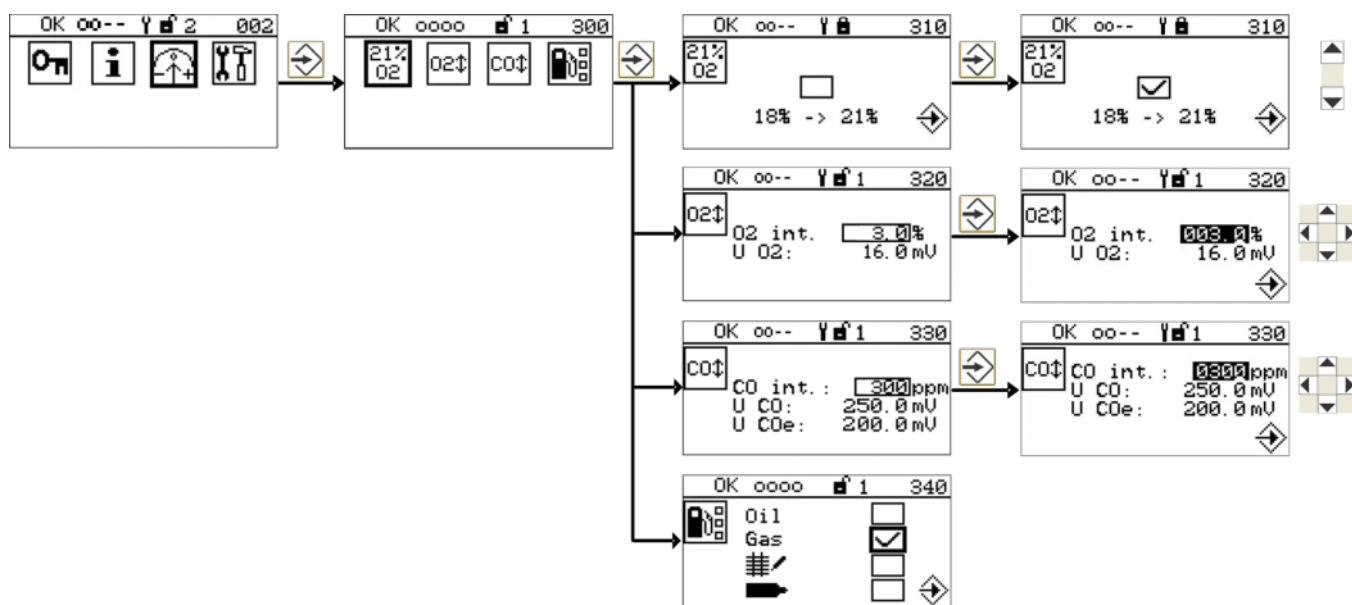 OK oo-- 2 002
OK oooo 1 300
21% O2
O2↕
CO↕
OK oo-- 310
21% O2
18% -> 21%
OK oo-- 310
21% O2
18% -> 21%
OK oo-- 1 320
O2↕
O2 int. 3.0%
U O2: 16.0mV
OK oo-- 1 320
O2↕
O2 int. 003.0%
U O2: 16.0mV
OK oo-- 1 330
CO↕
CO int.: 300ppm
U CO: 250.0mV
U COe: 200.0mV
OK oo-- 1 330
CO↕
CO int.: 0300ppm
U CO: 250.0mV
U COe: 200.0mV
OK oooo 1 340
Oil
Gas